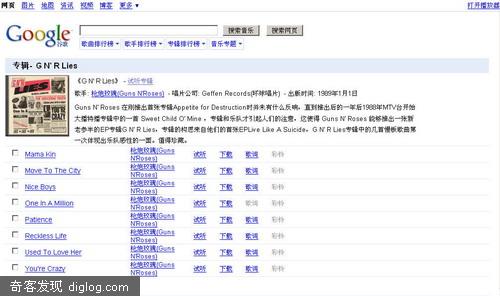 网页 图片 地图 资讯 视频 博客 更多 ▼ 打开播放器
Google 谷歌 搜索音乐 搜索网页
歌曲排行榜 歌手排行榜 专辑排行榜 音乐专题
专辑- G N' R Lies
《G N' R Lies》 - 试听专辑
歌手: 枪炮玫瑰(Guns N'Roses) - 唱片公司: Geffen Records(环球唱片) - 出版时间: 1989年1月1日
Guns N' Roses 在刚推出首张专辑Appetite for Destruction时并未有什么反响，直到推出后的一年后1988年MTV台开始
大播特播专辑中的一首 Sweet Child O' Mine ，专辑和乐队才引起人们的注意，这使得 Guns N' Roses 能够推出一张新
老参半的EP专辑G N' R Lies，专辑的构思来自他们的首张EPLive Like A Suicide。G N' R Lies专辑中的几首慢板歌曲第
一次体现出乐队感性的一面。值得珍藏。
Mama Kin 枪炮玫瑰(Guns N'Roses) 试听 下载 歌词 彩铃
Move To The City 枪炮玫瑰(Guns N'Roses) 试听 下载 歌词 彩铃
Nice Boys 枪炮玫瑰(Guns N'Roses) 试听 下载 歌词 彩铃
One In A Million 枪炮玫瑰(Guns N'Roses) 试听 下载 歌词 彩铃
Patience 枪炮玫瑰(Guns N'Roses) 试听 下载 歌词 彩铃
Reckless Life 枪炮玫瑰(Guns N'Roses) 试听 下载 歌词 彩铃
Used To Love Her 枪炮玫瑰(Guns N'Roses) 试听 下载 歌词 彩铃
You're Crazy 枪炮玫瑰(Guns N'Roses) 试听 下载 歌词 彩铃
奇客发现 diglog.com